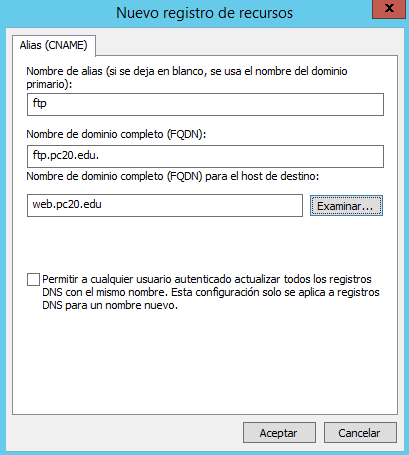 Nuevo registro de recursos
x
Alias (CNAME)
Nombre de alias (si se deja en blanco, se usa el nombre del dominio
primario):
ftp
Nombre de dominio completo (FQDN):
ftp.pc20.edu.
Nombre de dominio completo (FQDN) para el host de destino:
web.pc20.edu
Examinar...
Permitir a cualquier usuario autenticado actualizar todos los registros
DNS con el mismo nombre. Esta configuración solo se aplica a registros
DNS para un nombre nuevo.
Aceptar
Cancelar